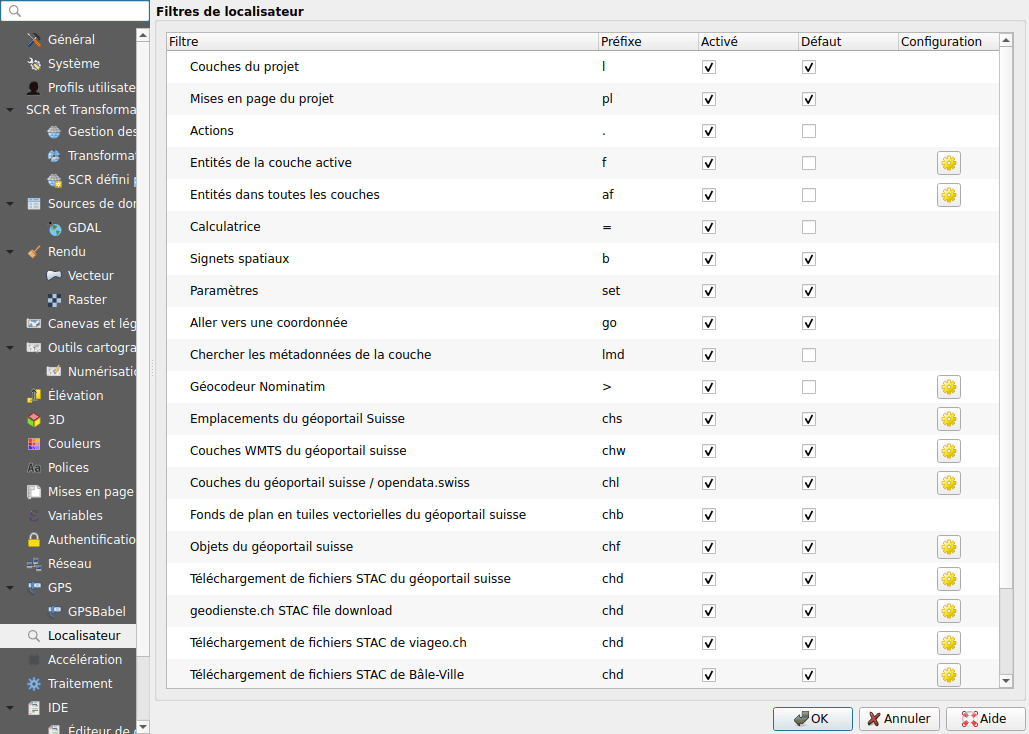 Filtres de localisateur
Général
Système
Profils utilisate
SCR et Transforma
Gestion des
Transformat
SCR défini p
Sources de dor
GDAL
Rendu
Vecteur
Raster
Canevas et lég
Outils cartogra
Numérisatio
Élévation
3D
Couleurs
Aa Polices
Mises en page
Variables
Authentificatio
Réseau
GPS
GPSBabel
Localisateur
Accélération
Traitement
IDE
Éditeur de c
Filtre Préfixe Activé Défaut Configuration
Couches du projet l
Mises en page du projet pl
Actions .
Entités de la couche active f
Entités dans toutes les couches af
Calculatrice =
Signets spatiaux b
Paramètres set
Aller vers une coordonnée go
Chercher les métadonnées de la couche lmd
Géocodeur Nominatim >
Emplacements du géoportail Suisse chs
Couches WMTS du géoportail suisse chw
Couches du géoportail suisse / opendata.swiss chl
Fonds de plan en tuiles vectorielles du géoportail suisse chb
Objets du géoportail suisse chf
Téléchargement de fichiers STAC du géoportail suisse chd
geodienste.ch STAC file download chd
Téléchargement de fichiers STAC de viageo.ch chd
Téléchargement de fichiers STAC de Bâle-Ville chd
OK Annuler Aide